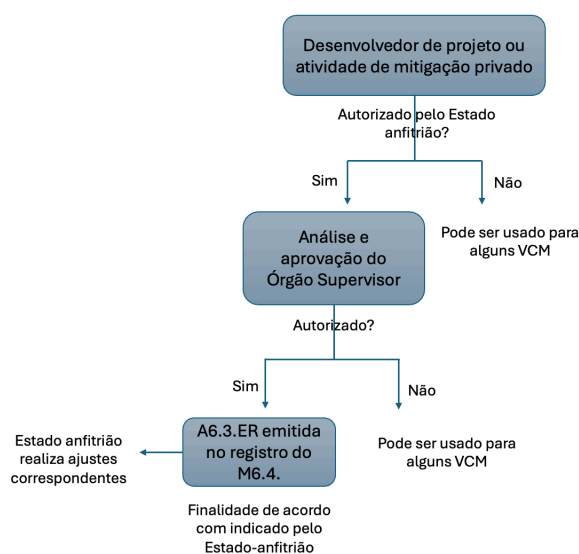 Desenvolvedor de projeto ou
atividade de mitigação privado
Autorizado pelo Estado
anfitrião?
Sim
Não
Análise e
aprovação do
Órgão Supervisor
Pode ser usado para
alguns VCM
Autorizado?
Sim
Não
A6.3.ER emitida
no registro do
M6.4.
Estado anfitrião
realiza ajustes
correspondentes
Pode ser usado para
alguns VCM
Finalidade de acordo
com indicado pelo
Estado-anfitrião